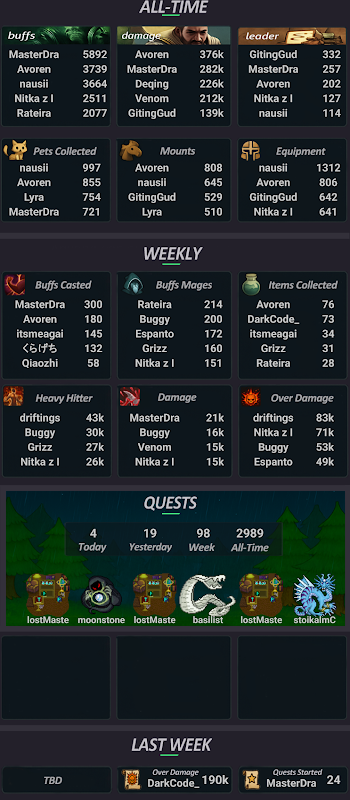 ALL-TIME
buffs damage leader
MasterDra 5892 Avoren 376k GitingGud 332
Avoren 3739 MasterDra 282k MasterDra 257
nausii 3664 Deqing 226k Avoren 202
Nitka z l 2511 Venom 212k Nitka z l 127
Rateira 2077 GitingGud 139k nausii 114
Pets Collected Mounts Equipment
nausii 997 Avoren 808 nausii 1312
Avoren 855 nausii 645 Avoren 806
Lyra 754 GitingGud 529 GitingGud 642
MasterDra 721 Lyra 510 Nitka z l 641
WEEKLY
Buffs Casted Buffs Mages Items Collected
MasterDra 300 Rateira 214 Avoren 76
Avoren 180 Buggy 200 DarkCode_ 73
itsmeagai 145 Espanto 172 itsmeagai 34
くらげち 132 Grizz 160 Grizz 31
Qiaozhi 58 Nitka z l 151 Rateira 28
Heavy Hitter Damage Over Damage
driftings 43k MasterDra 21k driftings 83k
Buggy 30k Buggy 16k Nitka z l 71k
Grizz 27k Venom 15k Buggy 53k
Nitka z l 26k Nitka z l 15k Espanto 49k
QUESTS
4 19 98 2989
Today Yesterday Week All-Time
lostMaste moonstone lostMaste basilist lostMaste stoikalmC
LAST WEEK
TBD Over Damage Quests Started
DarkCode_ 190k MasterDra 24